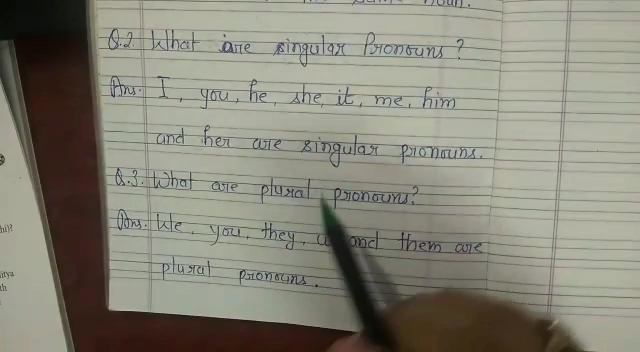 noun.
Q.2. What are singular Pronouns?
Ans. I, you, he, she, it, me, him
and her are singular pronouns.
Q.3. What are plural pronouns?
Ans. We, you, they, and them are
plural pronouns.